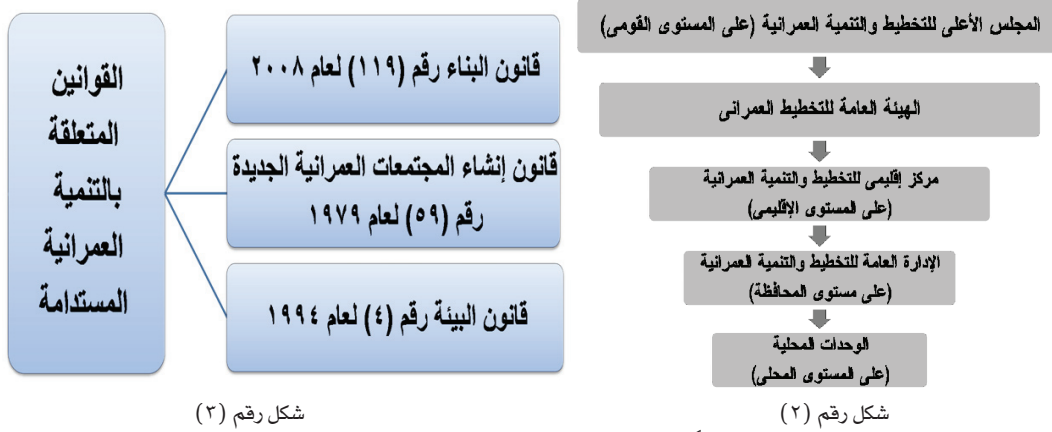 المجلس الأعلى للتخطيط والتنمية العمرانية (على المستوى القومى)
الهيئة العامة للتخطيط العمرانى
مركز إقليمى للتخطيط والتنمية العمرانية
(على المستوى الإقليمى)
الإدارة العامة للتخطيط والتنمية العمرانية
(على مستوى المحافظة)
الوحدات المحلية
(على المستوى المحلى)
شكل رقم (٢)
القوانين
المتعلقة
بالتنمية
العمرانية
المستدامة
قانون البناء رقم (١١٩) لعام ٢٠٠٨
قانون إنشاء المجتمعات العمرانية الجديدة
رقم (٥٩) لعام ١٩٧٩
قانون البيئة رقم (٤) لعام ١٩٩٤
شكل رقم (٣)